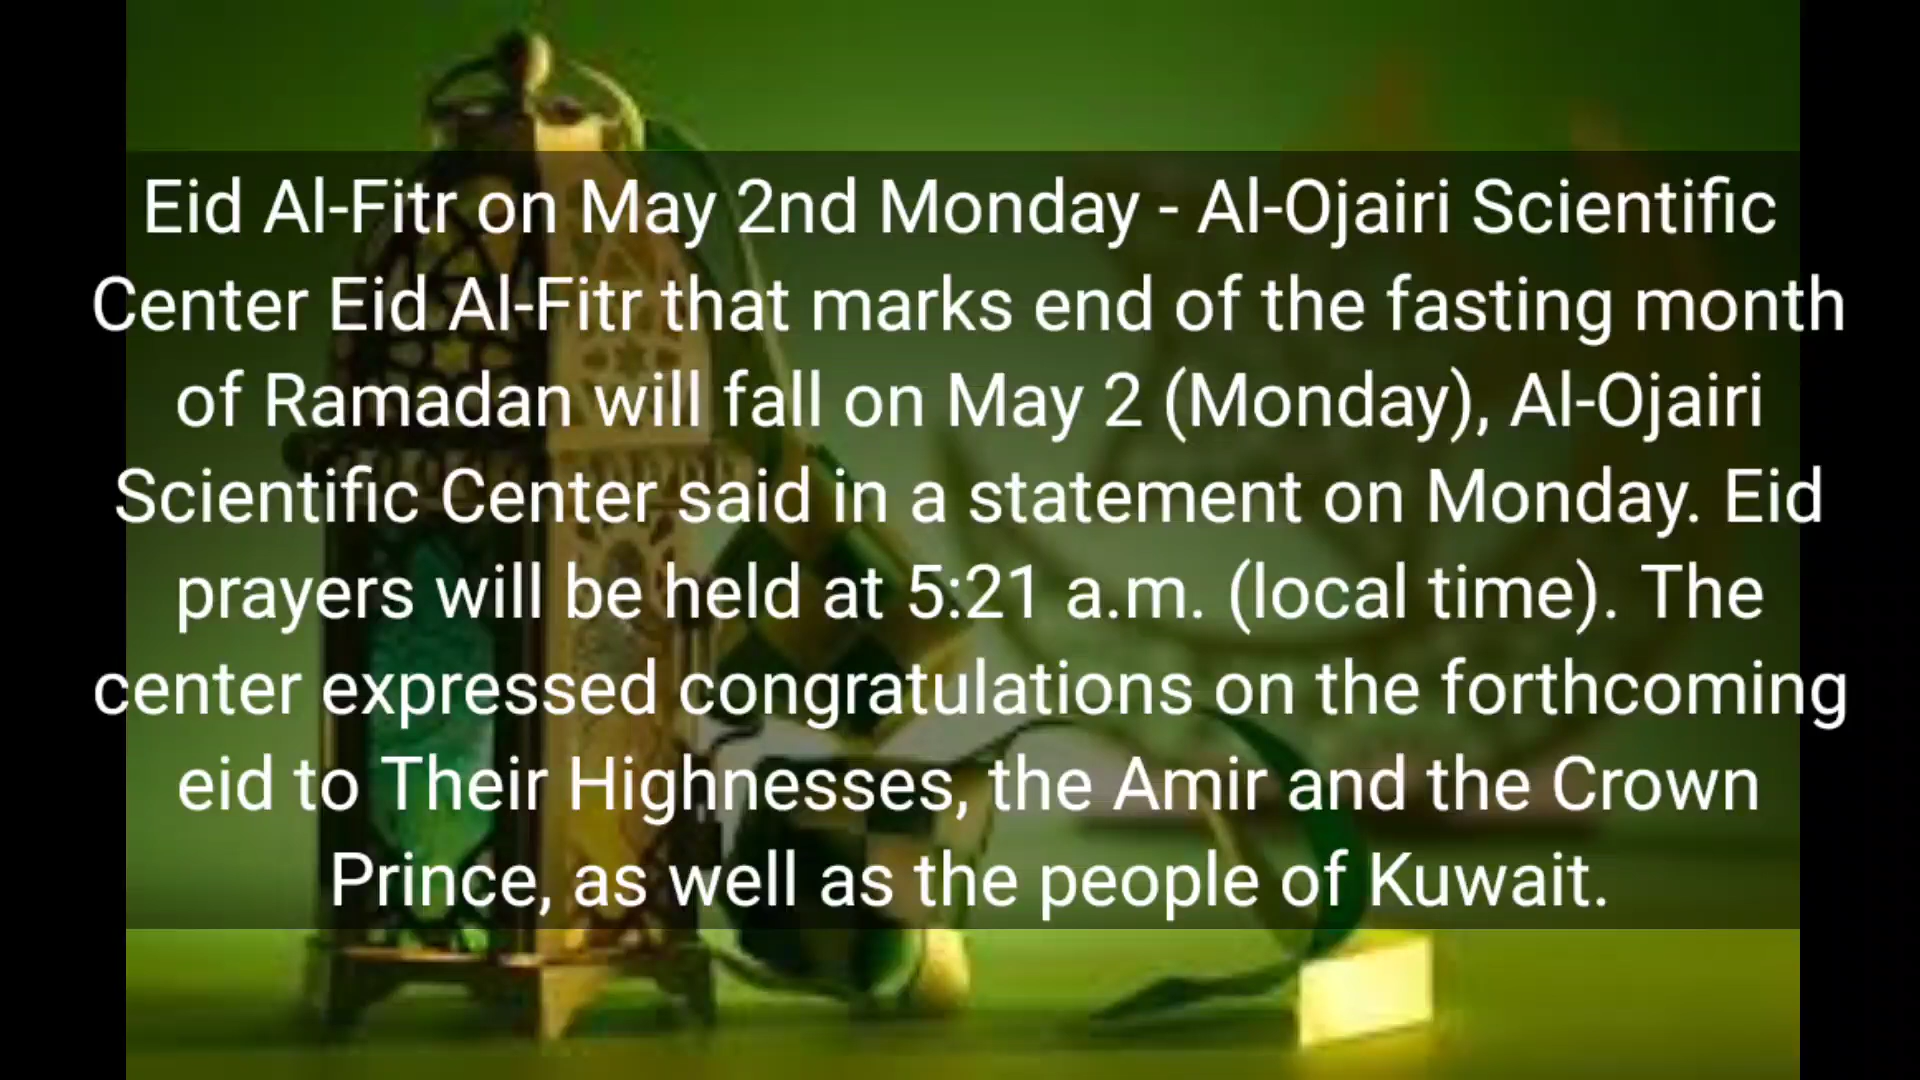 Eid Al-Fitr on May 2nd Monday - Al-Ojairi Scientific
Center Eid Al-Fitr that marks end of the fasting month
of Ramadan will fall on May 2 (Monday), Al-Ojairi
Scientific Center said in a statement on Monday. Eid
prayers will be held at 5:21 a.m. (local time). The
center expressed congratulations on the forthcoming
eid to Their Highnesses, the Amir and the Crown
Prince, as well as the people of Kuwait.